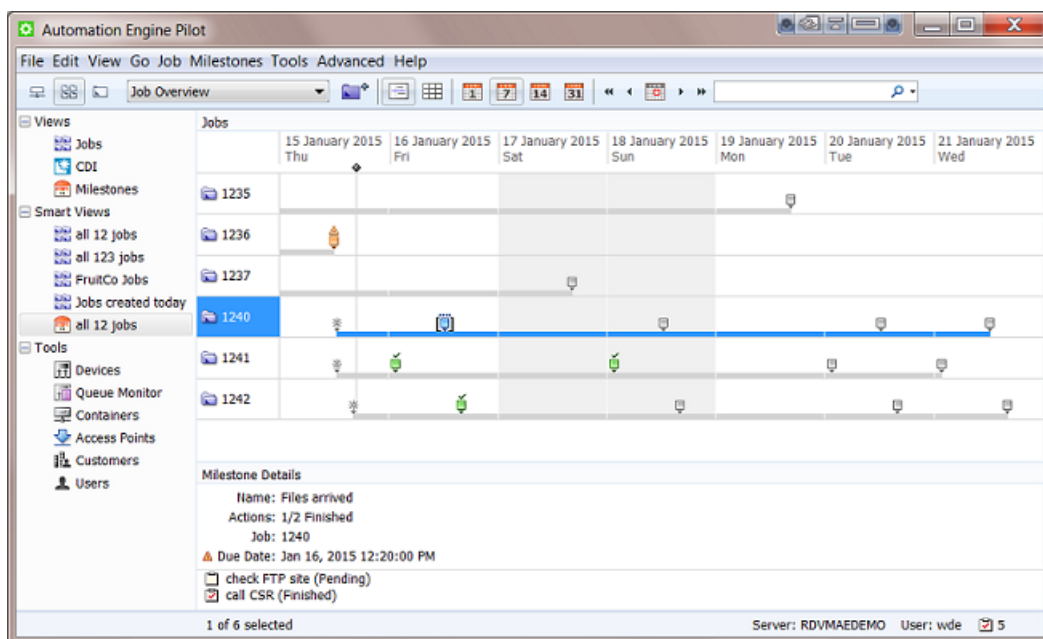 Automation Engine Pilot
File Edit View Go Job Milestones Tools Advanced Help
Job Overview
1 7 14 31
Views
Jobs
CDI
Milestones
Smart Views
all 12 jobs
all 123 jobs
FruitCo Jobs
Jobs created today
all 12 jobs
Tools
Devices
Queue Monitor
Containers
Access Points
Customers
Users
Jobs
15 January 2015 16 January 2015 17 January 2015 18 January 2015 19 January 2015 20 January 2015 21 January 2015
Thu Fri Sat Sun Mon Tue Wed
1235
1236
1237
1240
1241
1242
Milestone Details
Name: Files arrived
Actions: 1/2 Finished
Job: 1240
Due Date: Jan 16, 2015 12:20:00 PM
check FTP site (Pending)
call CSR (Finished)
1 of 6 selected Server: RDVMAEDEMO User: wde 5